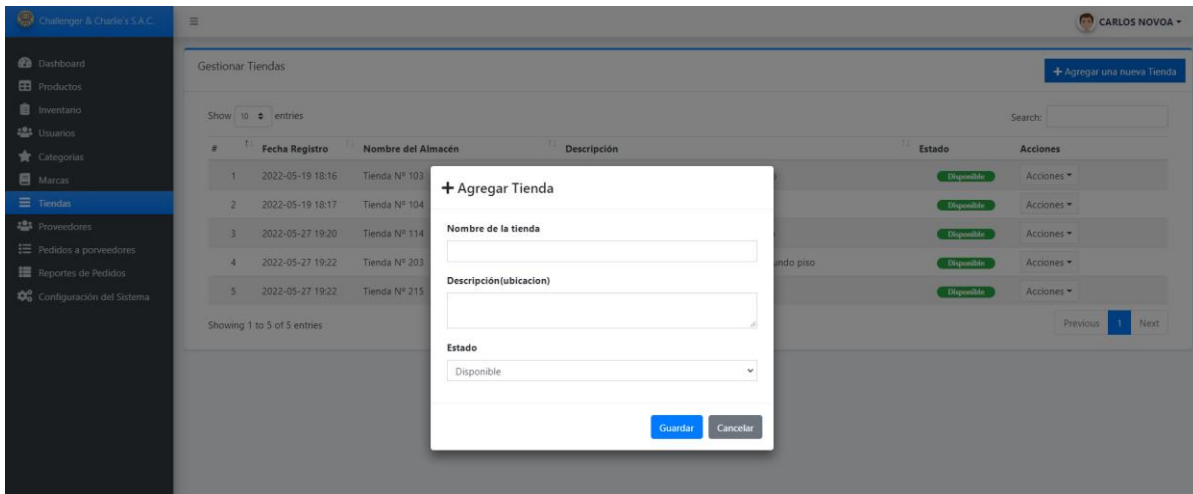 Challenger & Charlie's S.A.C.
CARLOS NOVOA
Dashboard
Productos
Inventario
Usuarios
Categorias
Marcas
Tiendas
Proveedores
Pedidos a porveedores
Reportes de Pedidos
Configuración del Sistema
Gestionar Tiendas
+ Agregar una nueva Tienda
Show 10 entries
Search:
# Fecha Registro Nombre del Almacén Descripción Estado Acciones
1 2022-05-19 18:16 Tienda Nº 103 Disponible Acciones
2 2022-05-19 18:17 Tienda Nº 104 Disponible Acciones
3 2022-05-27 19:20 Tienda Nº 114 Disponible Acciones
4 2022-05-27 19:22 Tienda Nº 203 piso Disponible Acciones
5 2022-05-27 19:22 Tienda Nº 215 Disponible Acciones
Showing 1 to 5 of 5 entries
Previous 1 Next
+ Agregar Tienda
Nombre de la tienda
Descripción(ubicacion)
Estado
Disponible
Guardar Cancelar